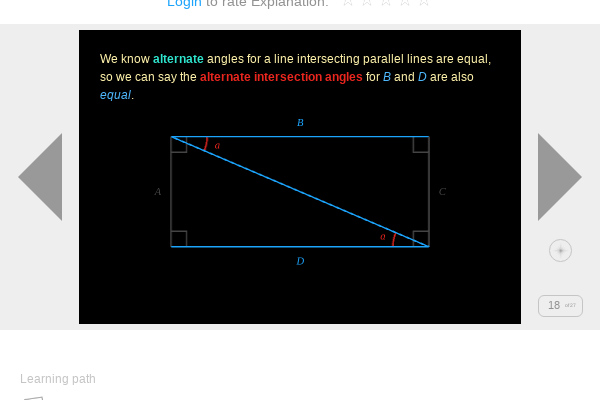 Login to rate Explanation:
We know alternate angles for a line intersecting parallel lines are equal,
so we can say the alternate intersection angles for B and D are also
equal.
B
a
A
C
a
D
18 of 21
Learning path